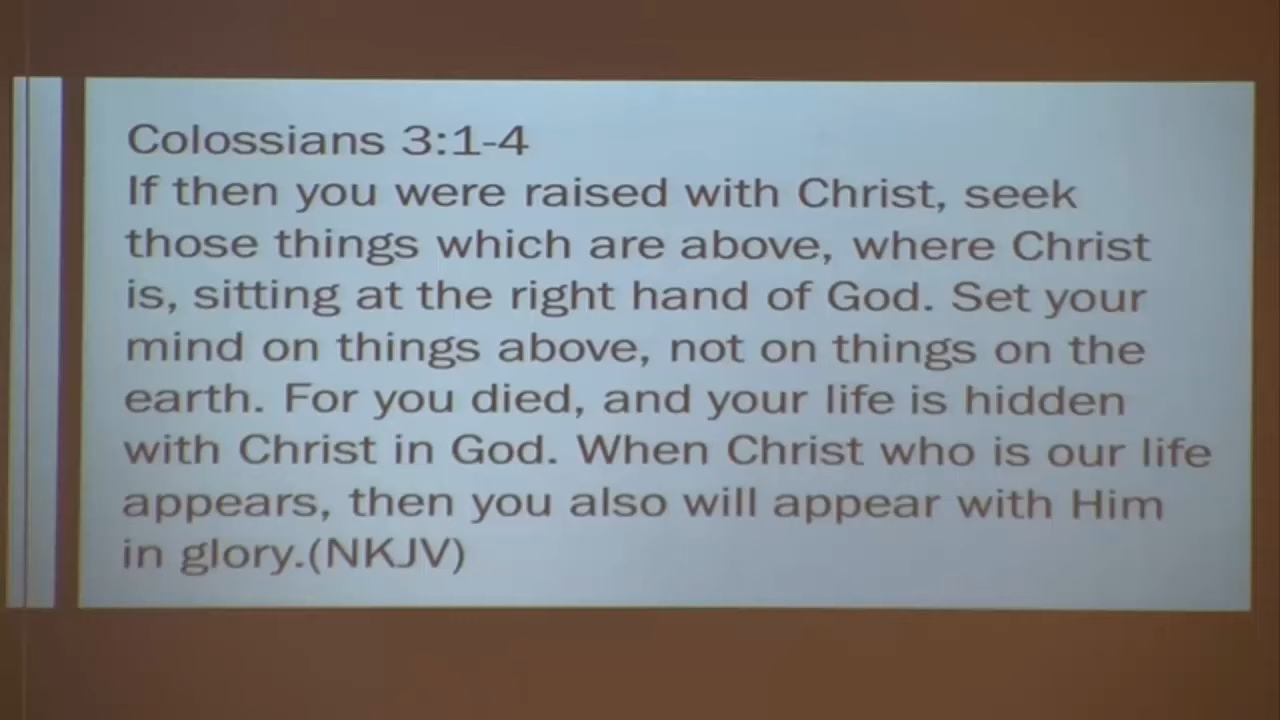 Colossians 3:1-4
If then you were raised with Christ, seek
those things which are above, where Christ
is, sitting at the right hand of God. Set your
mind on things above, not on things on the
earth. For you died, and your life is hidden
with Christ in God. When Christ who is our life
appears, then you also will appear with Him
in glory.(NKJV)